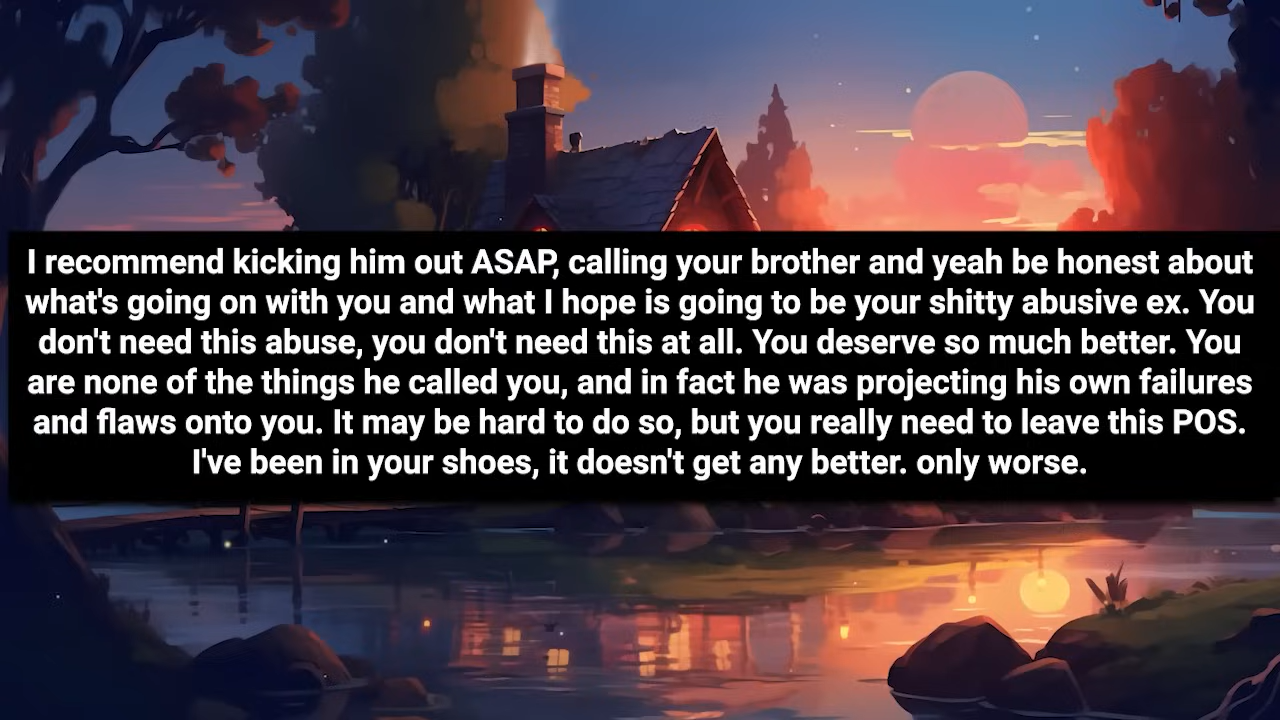 I recommend kicking him out ASAP, calling your brother and yeah be honest about
what's going on with you and what I hope is going to be your shitty abusive ex. You
don't need this abuse, you don't need this at all. You deserve so much better. You
are none of the things he called you, and in fact he was projecting his own failures
and flaws onto you. It may be hard to do so, but you really need to leave this POS.
I've been in your shoes, it doesn't get any better. only worse.